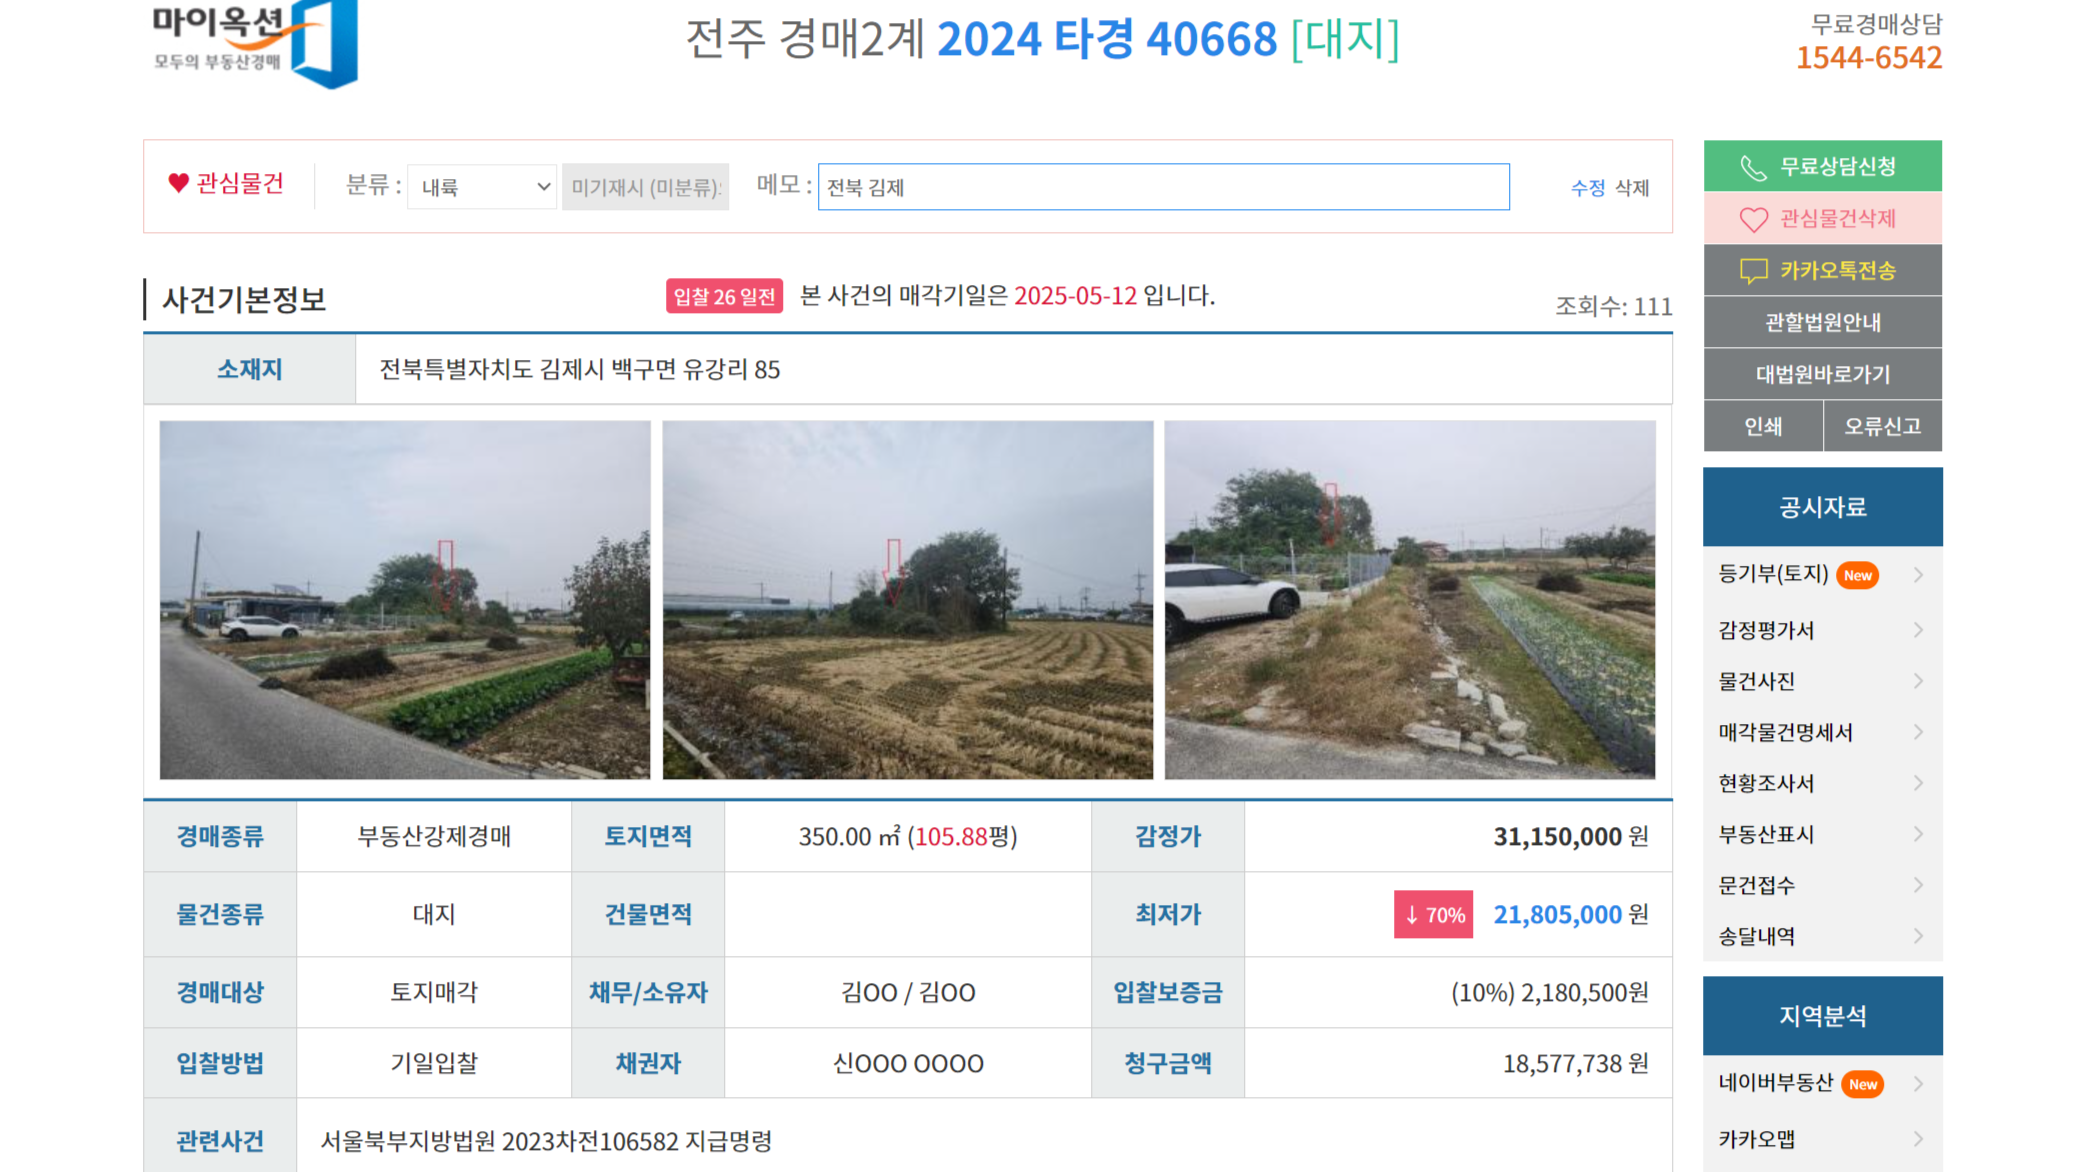 마이옥션
모두의 부동산경매
전주 경매2계 2024 타경 40668 [대지]
무료경매상담
1544-6542
관심물건
분류 : 내륙 미기재시 (미분류): 메모 : 전북 김제 수정 삭제
사건기본정보
입찰 26 일전 본 사건의 매각기일은 2025-05-12 입니다.
조회수: 111
소재지 전북특별자치도 김제시 백구면 유강리 85
경매종류 부동산강제경매 토지면적 350.00 ㎡ (105.88평) 감정가 31,150,000 원
물건종류 대지 건물면적 최저가 ↓ 70% 21,805,000 원
경매대상 토지매각 채무/소유자 김OO / 김OO 입찰보증금 (10%) 2,180,500원
입찰방법 기일입찰 채권자 신OOO OOOO 청구금액 18,577,738 원
관련사건 서울북부지방법원 2023차전106582 지급명령
무료상담신청
관심물건삭제
카카오톡전송
관할법원안내
대법원바로가기
인쇄 오류신고
공시자료
등기부(토지) New
감정평가서
물건사진
매각물건명세서
현황조사서
부동산표시
문건접수
송달내역
지역분석
네이버부동산 New
카카오맵